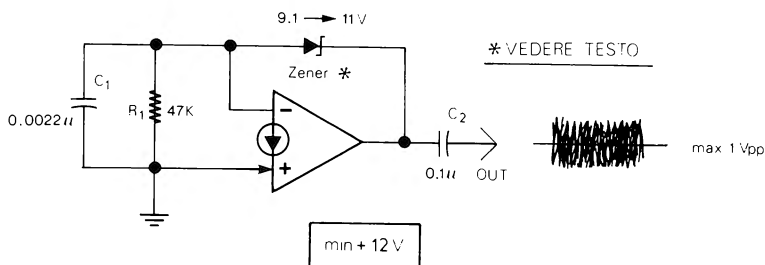 9.1 → 11 V
* VEDERE TESTO
Zener *
C1
R1 47K
0.0022u
C2
−
+
0.1u OUT
max 1 Vpp
min + 12 V